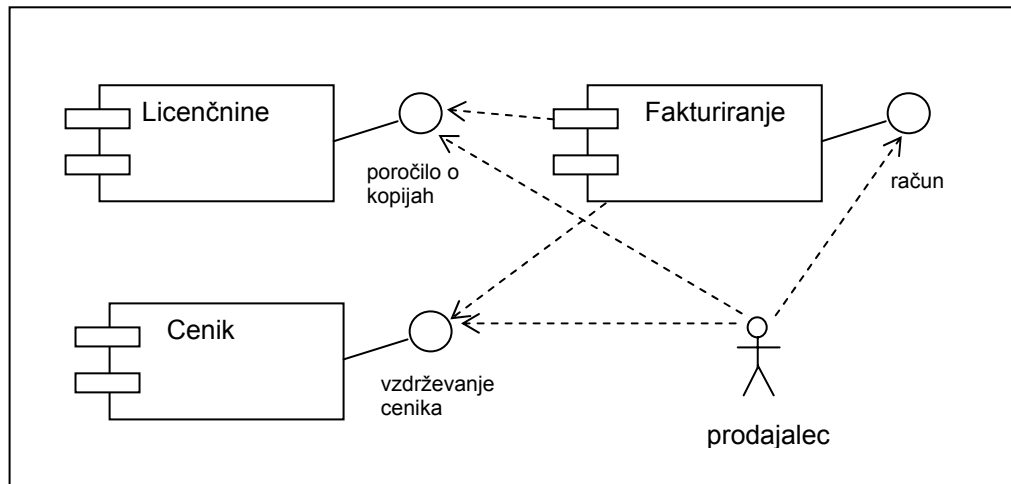 Licenčnine
Fakturiranje
poročilo o
kopijah
račun
Cenik
vzdrževanje
cenika
prodajalec